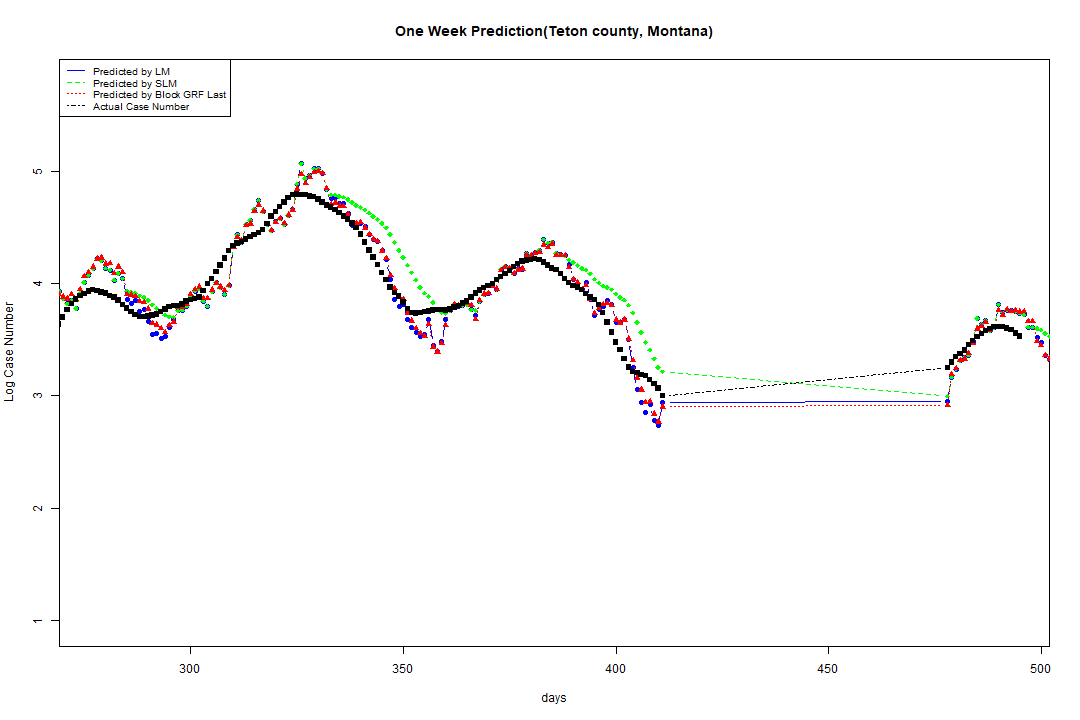 One Week Prediction(Teton county, Montana)
Predicted by LM
Predicted by SLM
Predicted by Block GRF Last
Actual Case Number
Log Case Number
5
4
3
2
1
300 350 400 450 500
days